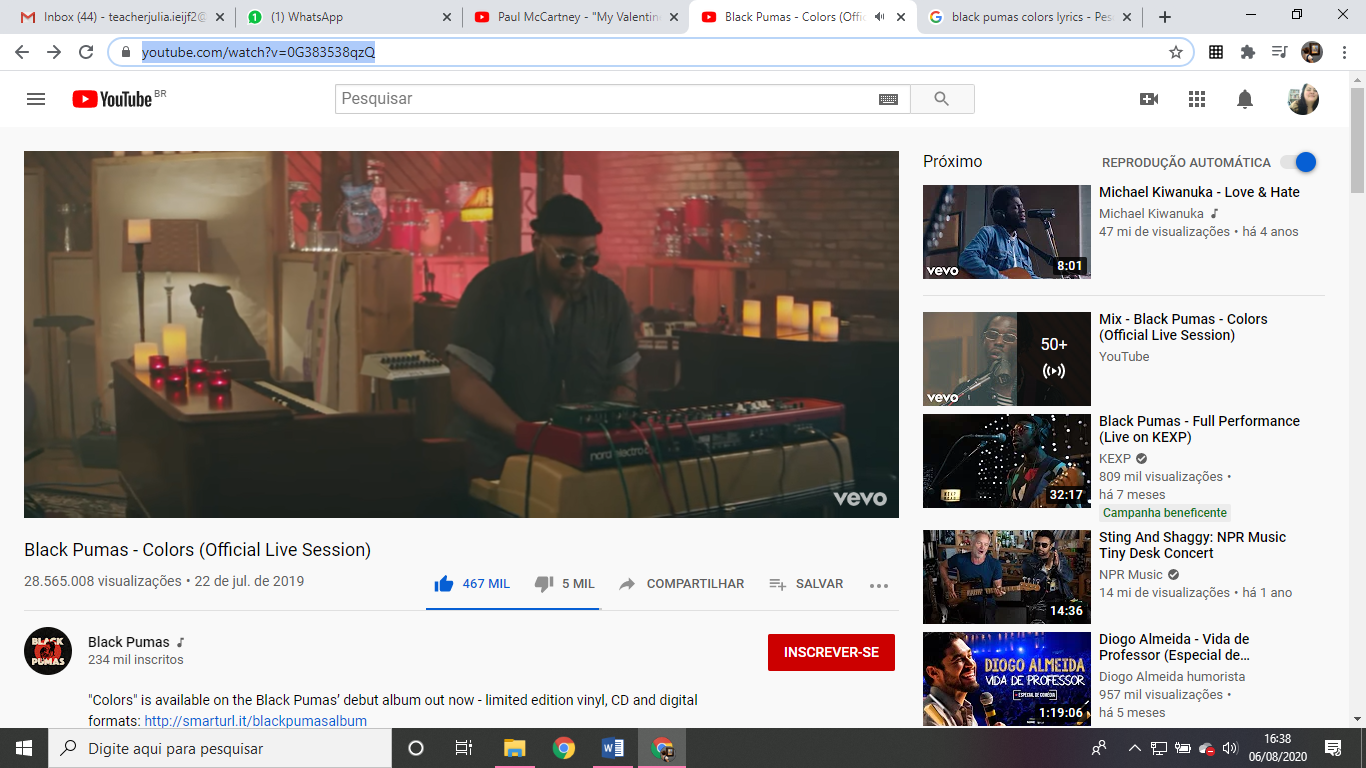 Inbox (44) - teacherjulia.ieijf2@
(1) WhatsApp
Paul McCartney - "My Valentin
Black Pumas - Colors (Offic
black pumas colors lyrics - Pes
youtube.com/watch?v=0G383538qzQ
YouTube BR
Pesquisar
vevo
Black Pumas - Colors (Official Live Session)
28.565.008 visualizações • 22 de jul. de 2019
467 MIL
5 MIL
COMPARTILHAR
SALVAR
BLACK
PUMAS
Black Pumas
234 mil inscritos
INSCREVER-SE
"Colors" is available on the Black Pumas' debut album out now - limited edition vinyl, CD and digital
formats: http://smarturl.it/blackpumasalbum
nord electro
Próximo
REPRODUÇÃO AUTOMÁTICA
vevo
8:01
Michael Kiwanuka - Love & Hate
Michael Kiwanuka
47 mi de visualizações • há 4 anos
vevo
50+
Mix - Black Pumas - Colors
(Official Live Session)
YouTube
32:17
Black Pumas - Full Performance
(Live on KEXP)
KEXP
809 mil visualizações •
há 7 meses
Campanha beneficente
14:36
Sting And Shaggy: NPR Music
Tiny Desk Concert
NPR Music
14 mi de visualizações • há 1 ano
DIOGO ALMEIDA
VIDA DE PROFESSOR
ESPECIAL DE COMÉDIA
1:19:06
Diogo Almeida - Vida de
Professor (Especial de...
Diogo Almeida humorista
957 mil visualizações •
há 5 meses
Digite aqui para pesquisar
16:38
06/08/2020